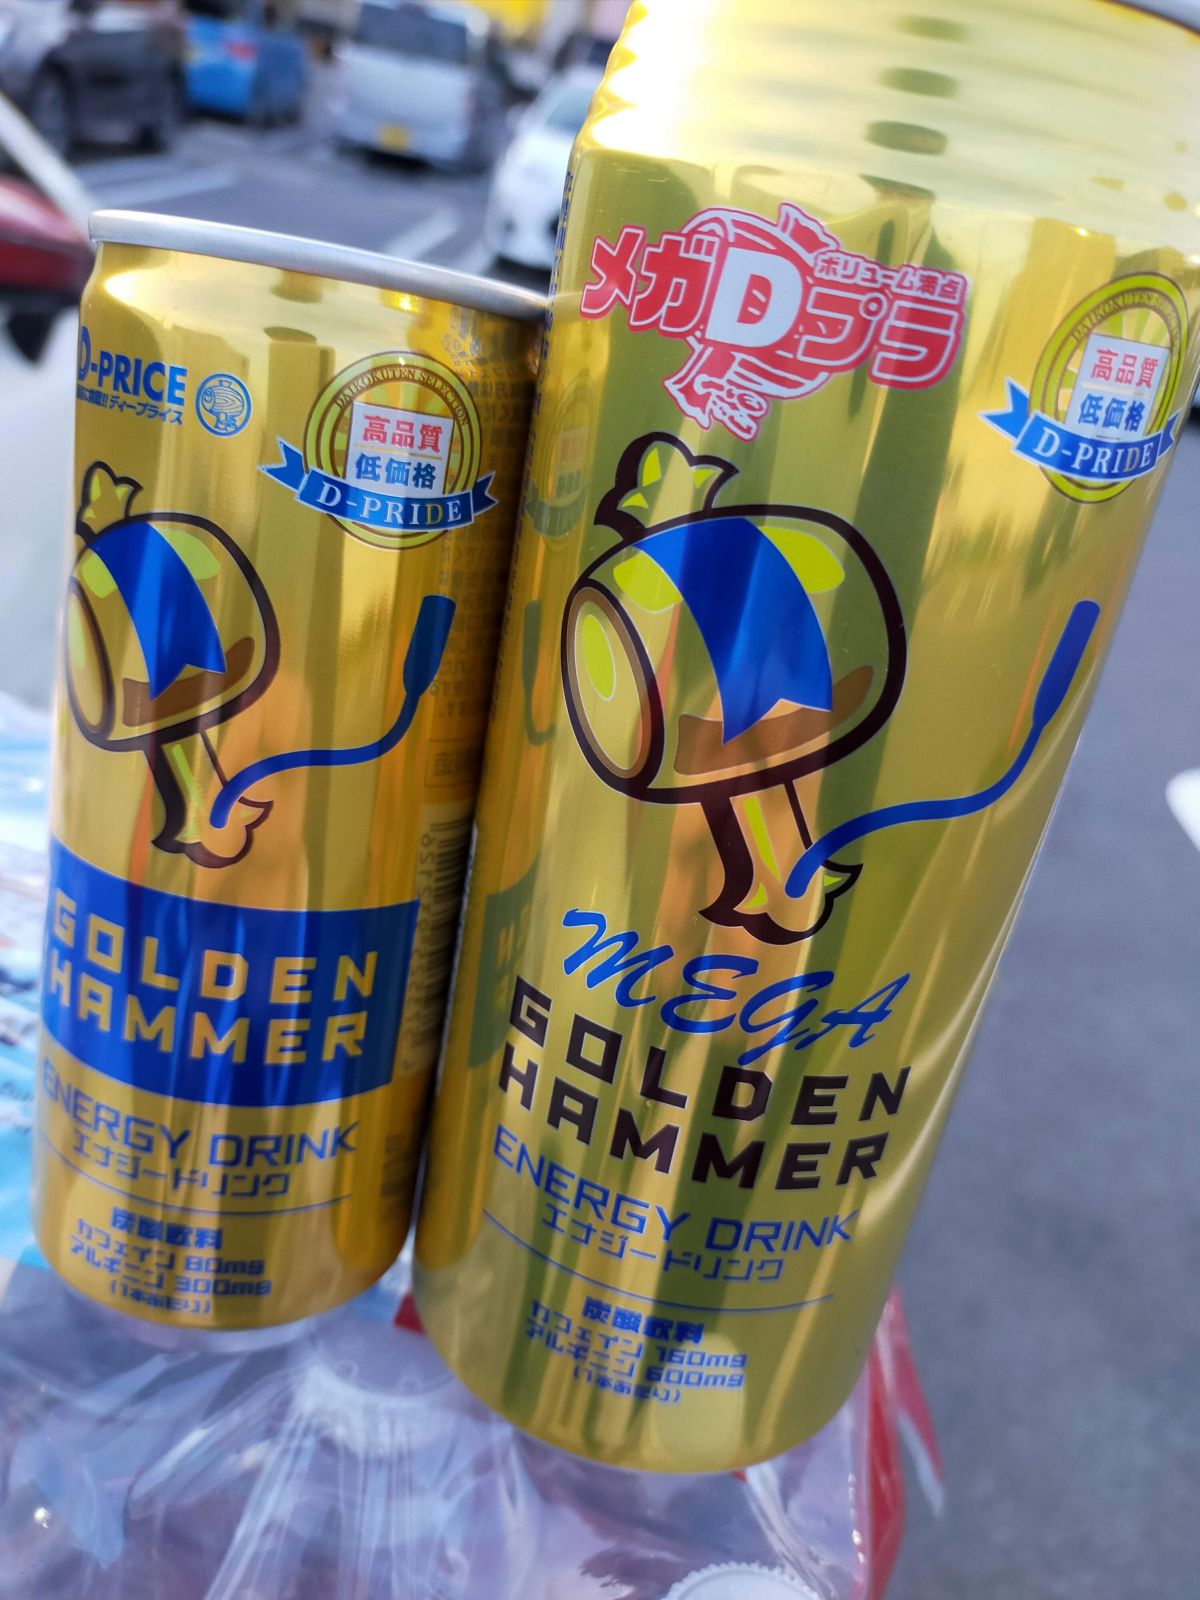 D-PRICE
ディープライス
DAIKOKUTEN SELECTION
高品質
低価格
D-PRIDE
GOLDEN
HAMMER
ENERGY DRINK
エナジードリンク
炭酸飲料
カフェイン 80mg
アルギニン 300mg
(1本あたり)
メガDプラ
ボリューム満点
DAIKOKUTEN SELECTION
高品質
低価格
D-PRIDE
MEGA
GOLDEN
HAMMER
ENERGY DRINK
エナジードリンク
炭酸飲料
カフェイン 160mg
アルギニン 600mg
(1本あたり)